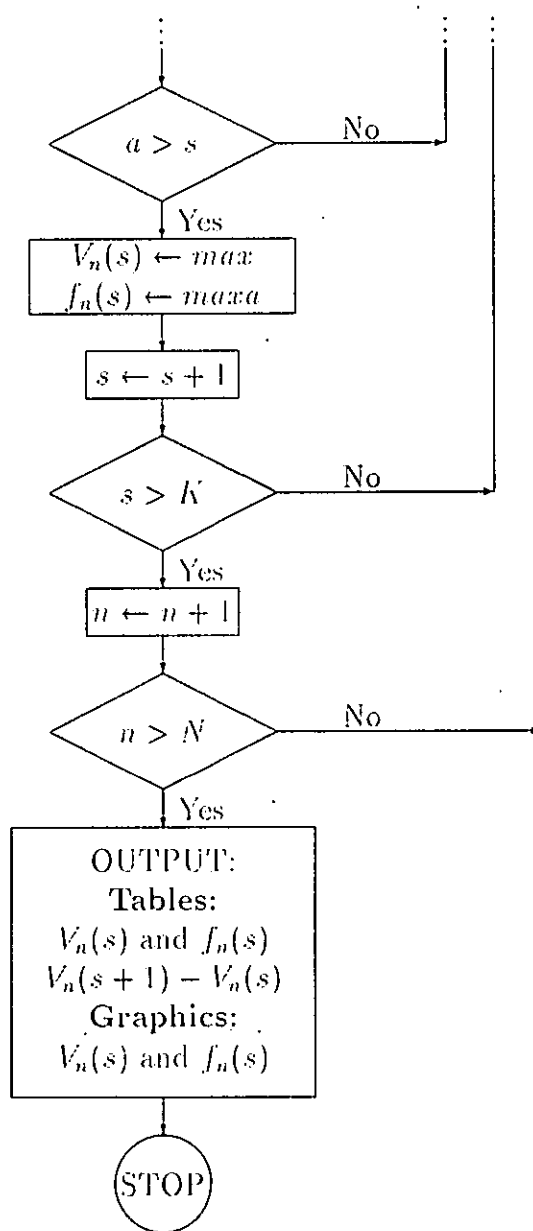 a > s
No
Yes
V_n(s) ← max
f_n(s) ← maxa
s ← s + 1
s > K
No
Yes
n ← n + 1
n > N
No
Yes
OUTPUT:
Tables:
V_n(s) and f_n(s)
V_n(s + 1) − V_n(s)
Graphics:
V_n(s) and f_n(s)
STOP